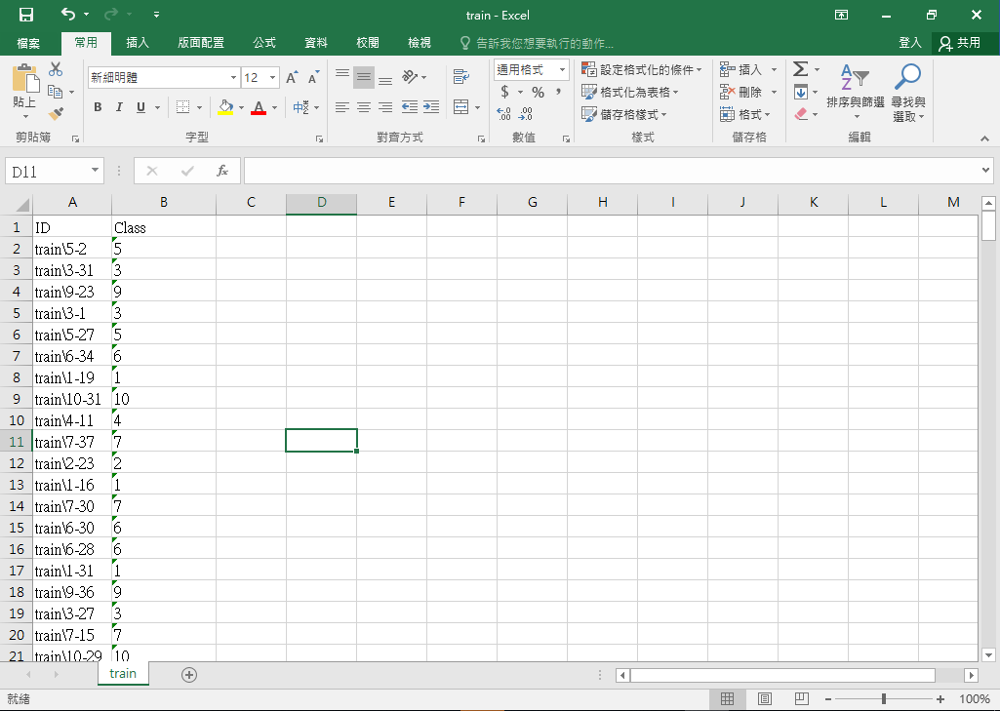 train - Excel
檔案 常用 插入 版面配置 公式 資料 校閱 檢視 告訴我您想要執行的動作... 登入 共用
貼上
新細明體 12
B I U
中
通用格式
$ % ,
.00
.00
設定格式化的條件
格式化為表格
儲存格樣式
插入
刪除
格式
Σ
排序與篩選
尋找與
選取
剪貼簿 字型 對齊方式 數值 樣式 儲存格 編輯
D11 fx
A B C D E F G H I J K L M
1 ID Class
2 train\5-2 5
3 train\3-31 3
4 train\9-23 9
5 train\3-1 3
6 train\5-27 5
7 train\6-34 6
8 train\1-19 1
9 train\10-31 10
10 train\4-11 4
11 train\7-37 7
12 train\2-23 2
13 train\1-16 1
14 train\7-30 7
15 train\6-30 6
16 train\6-28 6
17 train\1-31 1
18 train\9-36 9
19 train\3-27 3
20 train\7-15 7
21 train\10-29 10
train
就緒 100%